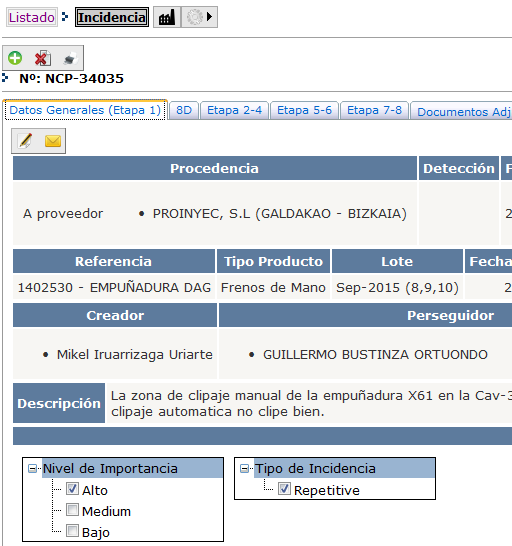 Listado Incidencia
Nº: NCP-34035
Datos Generales (Etapa 1) 8D Etapa 2-4 Etapa 5-6 Etapa 7-8 Documentos Adj
Procedencia Detección F
A proveedor • PROINYEC, S.L (GALDAKAO - BIZKAIA) 2
Referencia Tipo Producto Lote Fecha
1402530 - EMPUÑADURA DAG Frenos de Mano Sep-2015 (8,9,10) 2
Creador Perseguidor
• Mikel Iruarrizaga Uriarte • GUILLERMO BUSTINZA ORTUONDO
Descripción La zona de clipaje manual de la empuñadura X61 en la Cav-3
clipaje automatica no clipe bien.
Nivel de Importancia Tipo de Incidencia
Alto Repetitive
Medium
Bajo